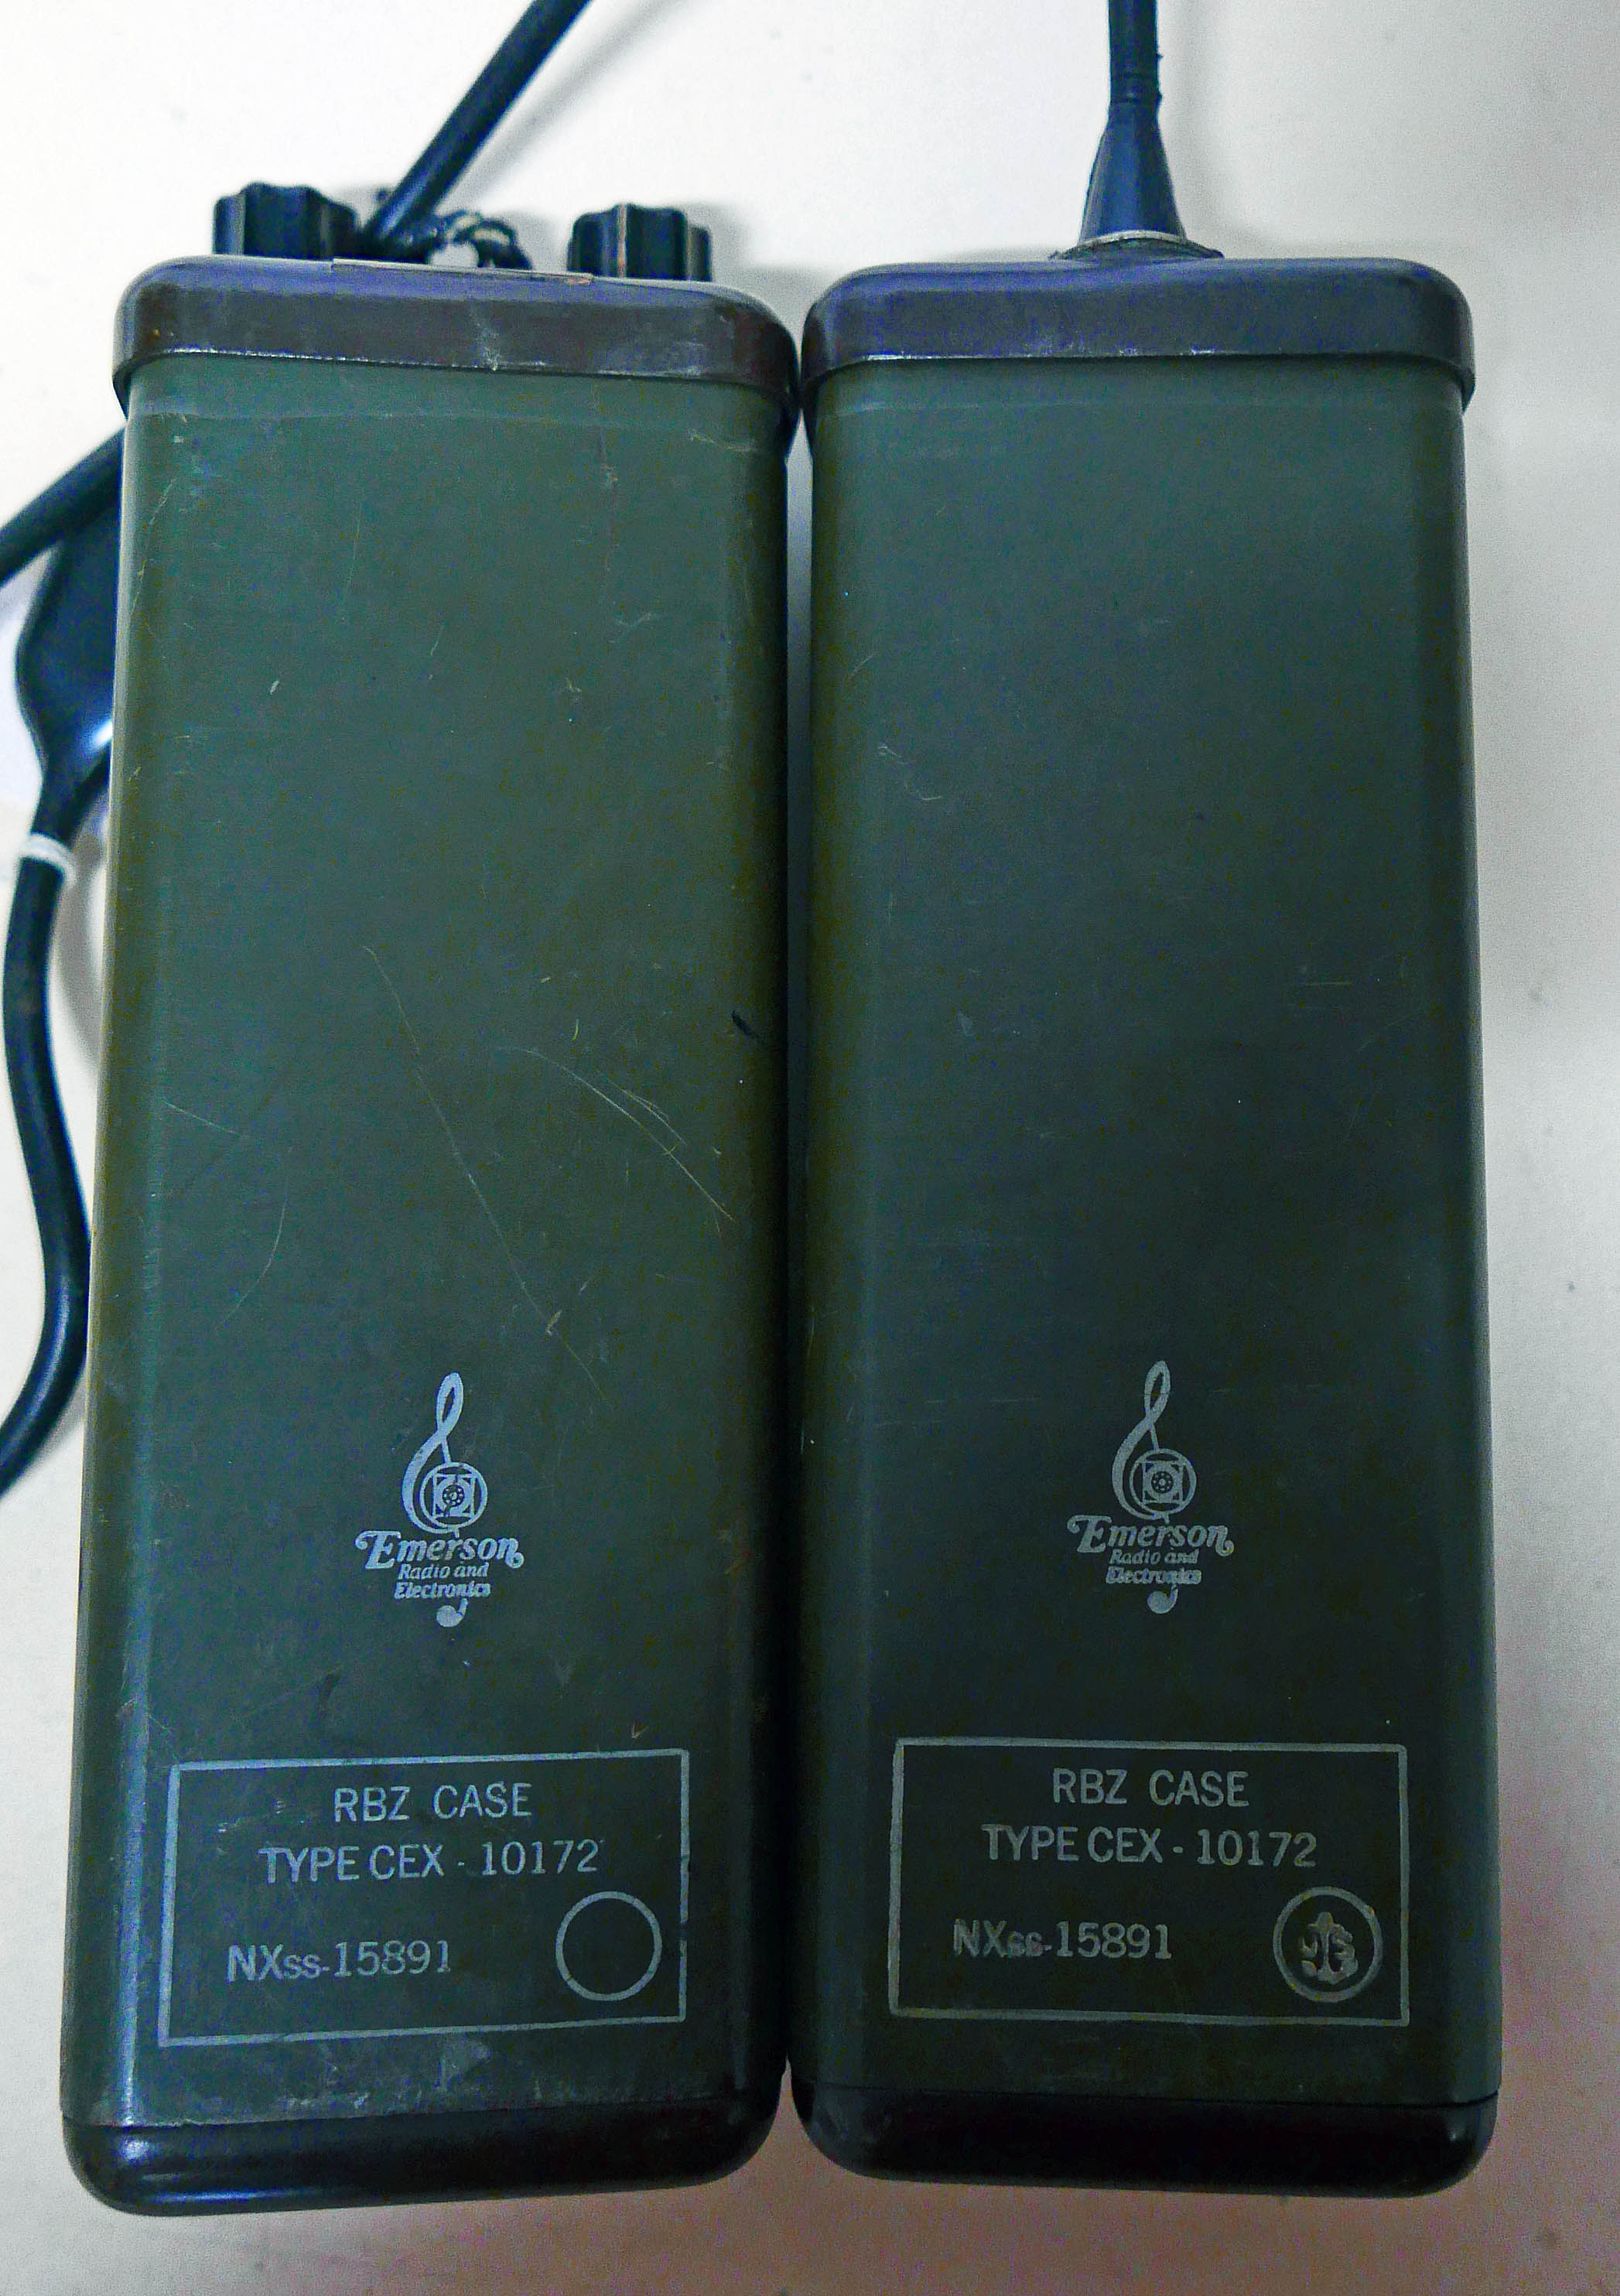 Emerson
Radio and
Electronics
RBZ CASE
TYPE CEX - 10172
NXss-15891
Emerson
Radio and
Electronics
RBZ CASE
TYPE CEX - 10172
NXss-15891